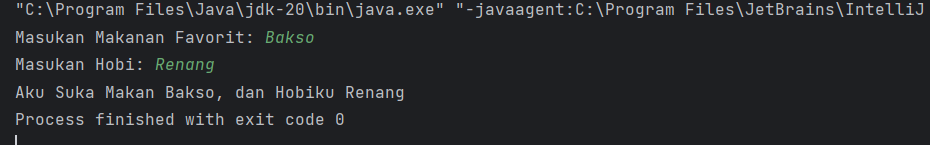 "C:\Program Files\Java\jdk-20\bin\java.exe" "-javaagent:C:\Program Files\JetBrains\IntelliJ
Masukan Makanan Favorit: Bakso
Masukan Hobi: Renang
Aku Suka Makan Bakso, dan Hobiku Renang
Process finished with exit code 0